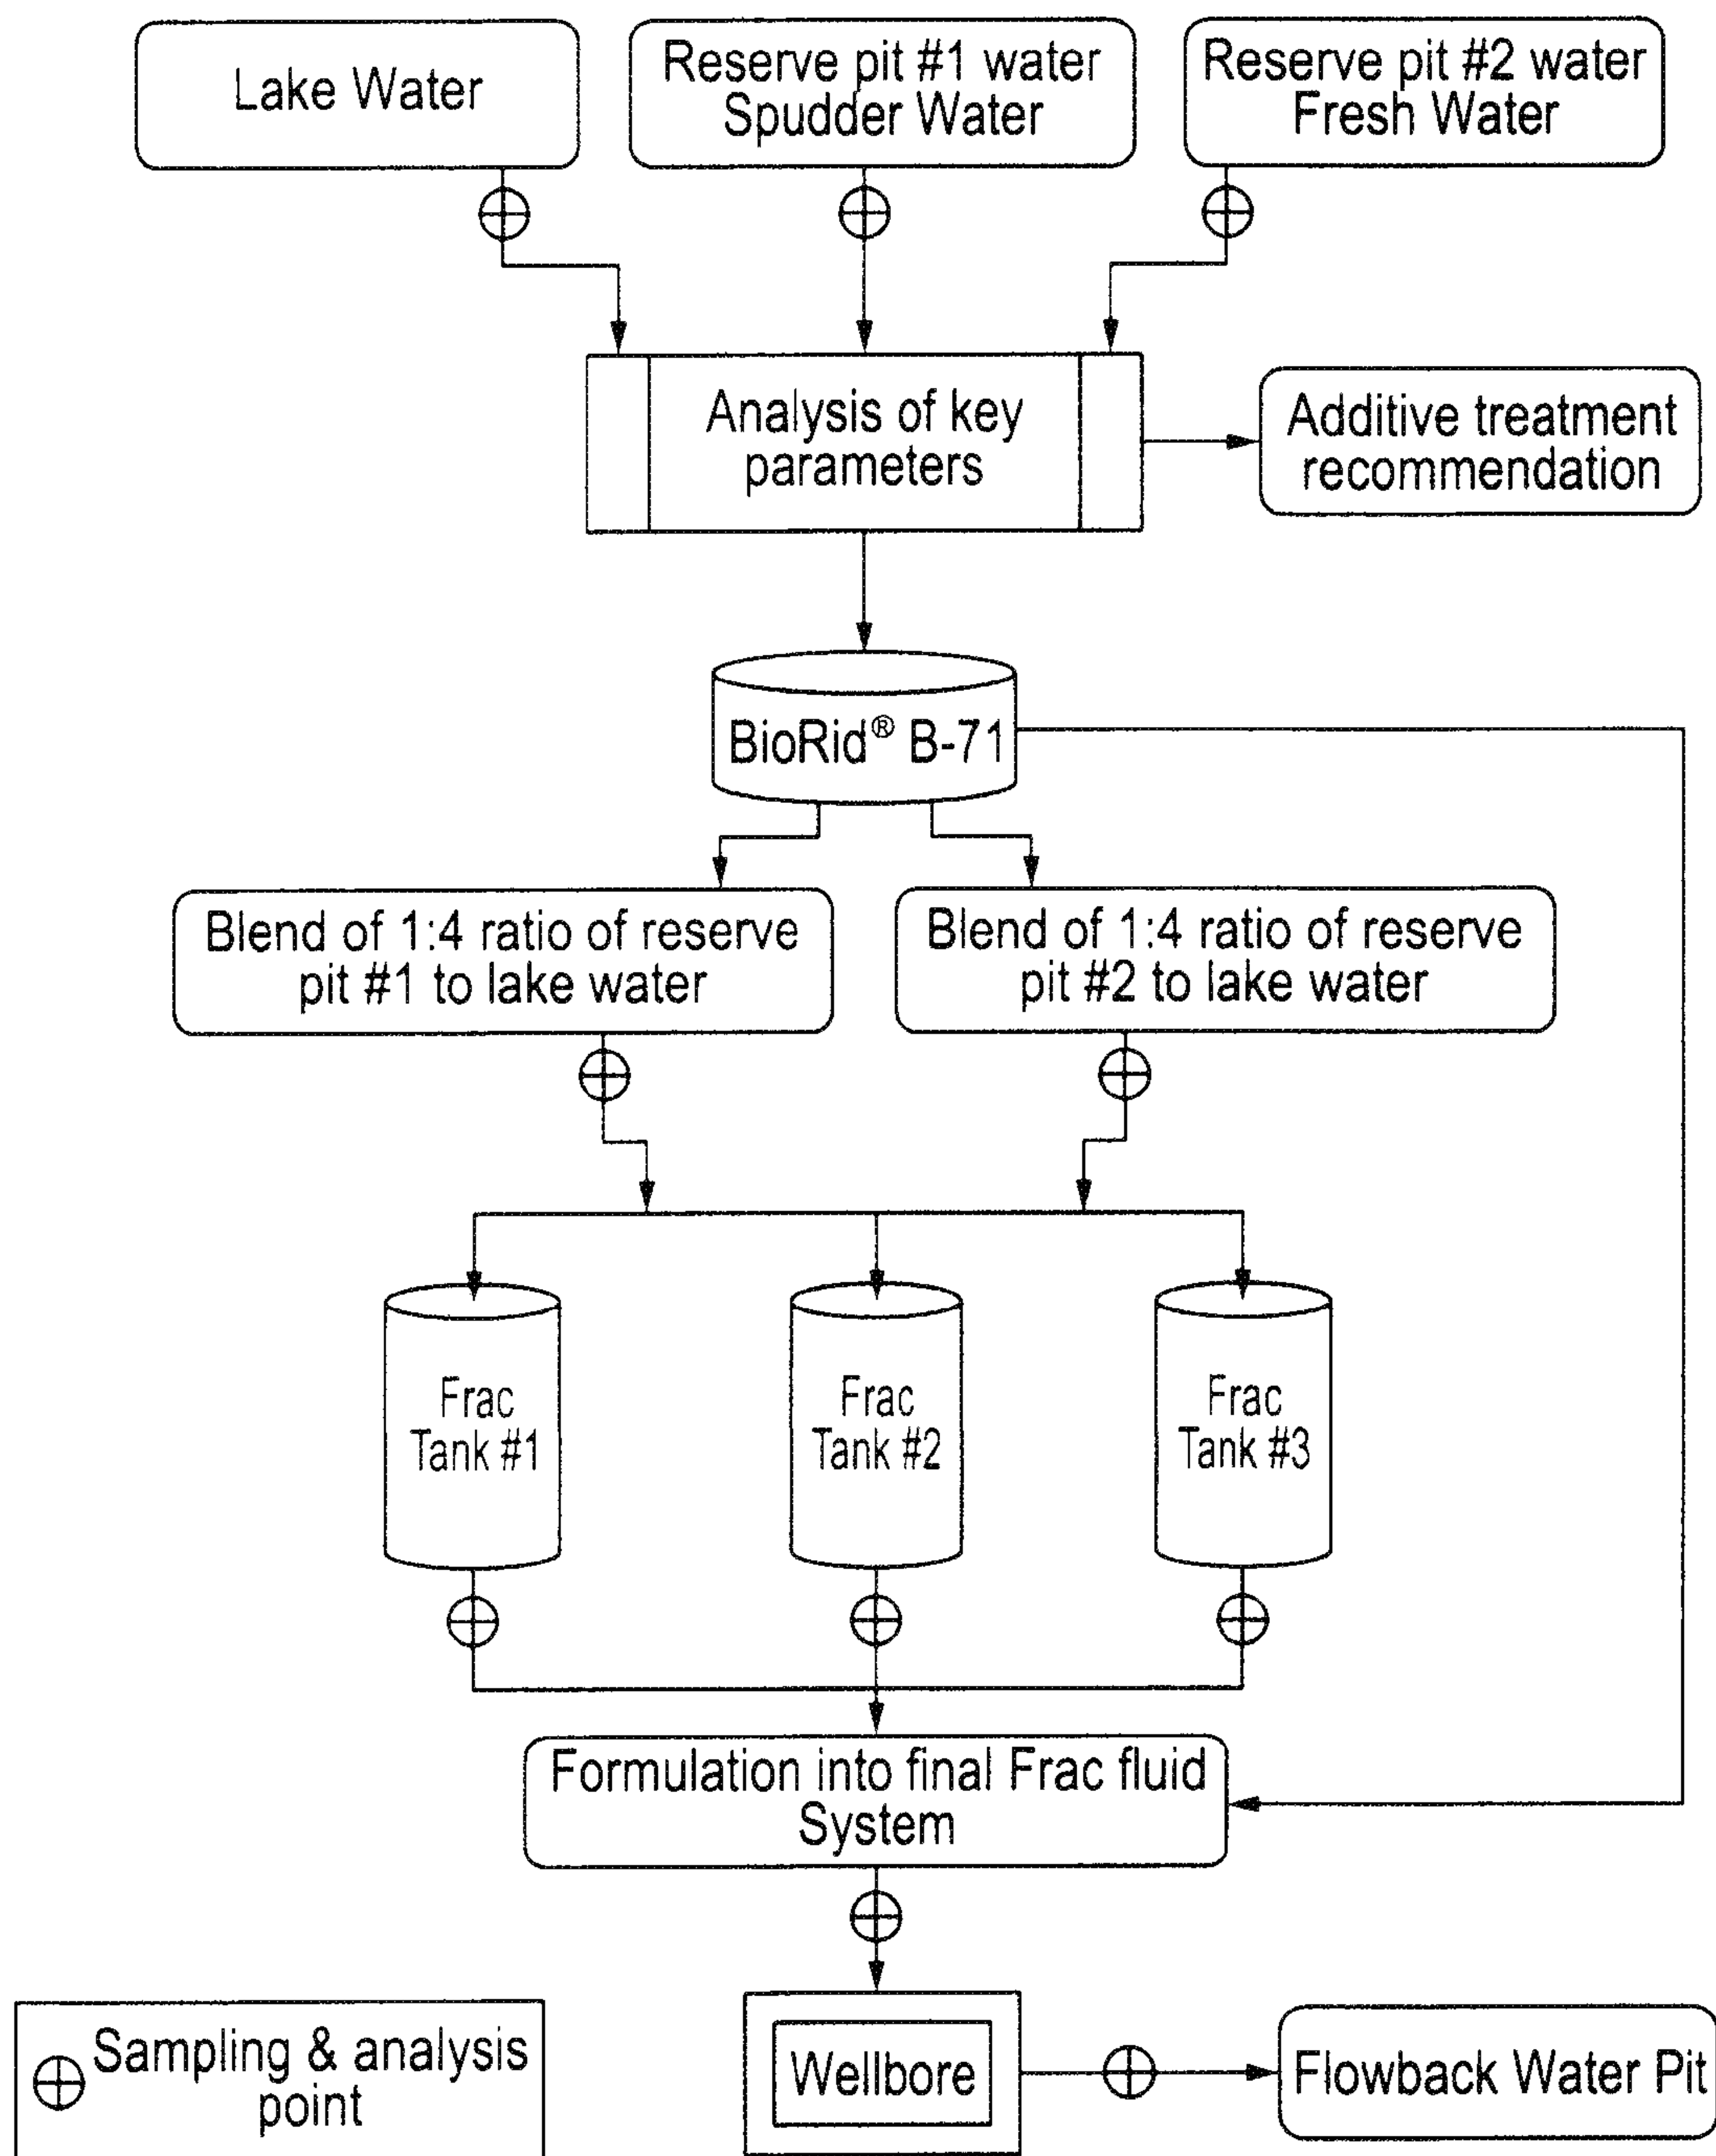 Lake Water
Reserve pit #1 water
Spudder Water
Reserve pit #2 water
Fresh Water
Analysis of key
parameters
Additive treatment
recommendation
BioRid® B-71
Blend of 1:4 ratio of reserve
pit #1 to lake water
Blend of 1:4 ratio of reserve
pit #2 to lake water
Frac
Tank #1
Frac
Tank #2
Frac
Tank #3
Formulation into final Frac fluid
System
Sampling & analysis
point
Wellbore
Flowback Water Pit